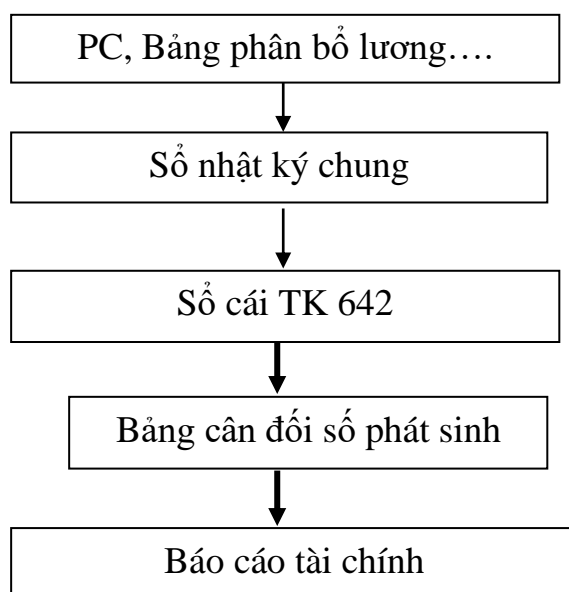 PC, Bảng phân bổ lương….
Sổ nhật ký chung
Sổ cái TK 642
Bảng cân đối số phát sinh
Báo cáo tài chính